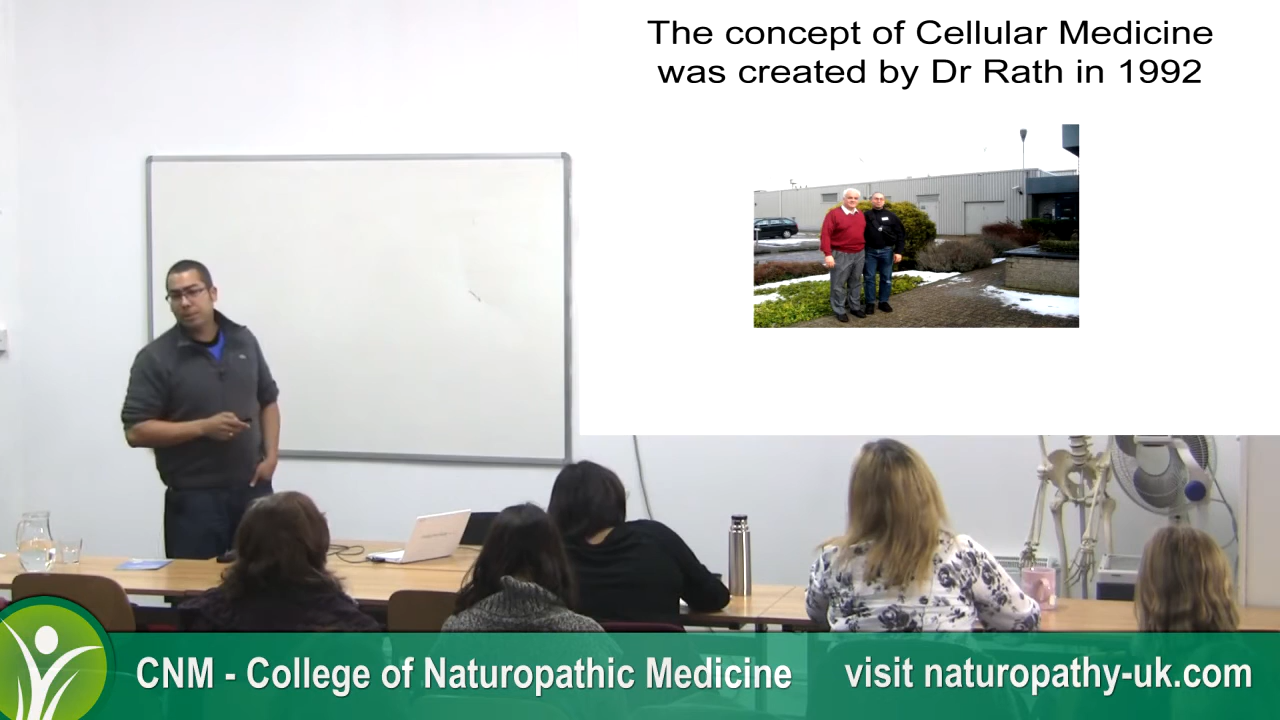 The concept of Cellular Medicine
was created by Dr Rath in 1992
CNM - College of Naturopathic Medicine
visit naturopathy-uk.com